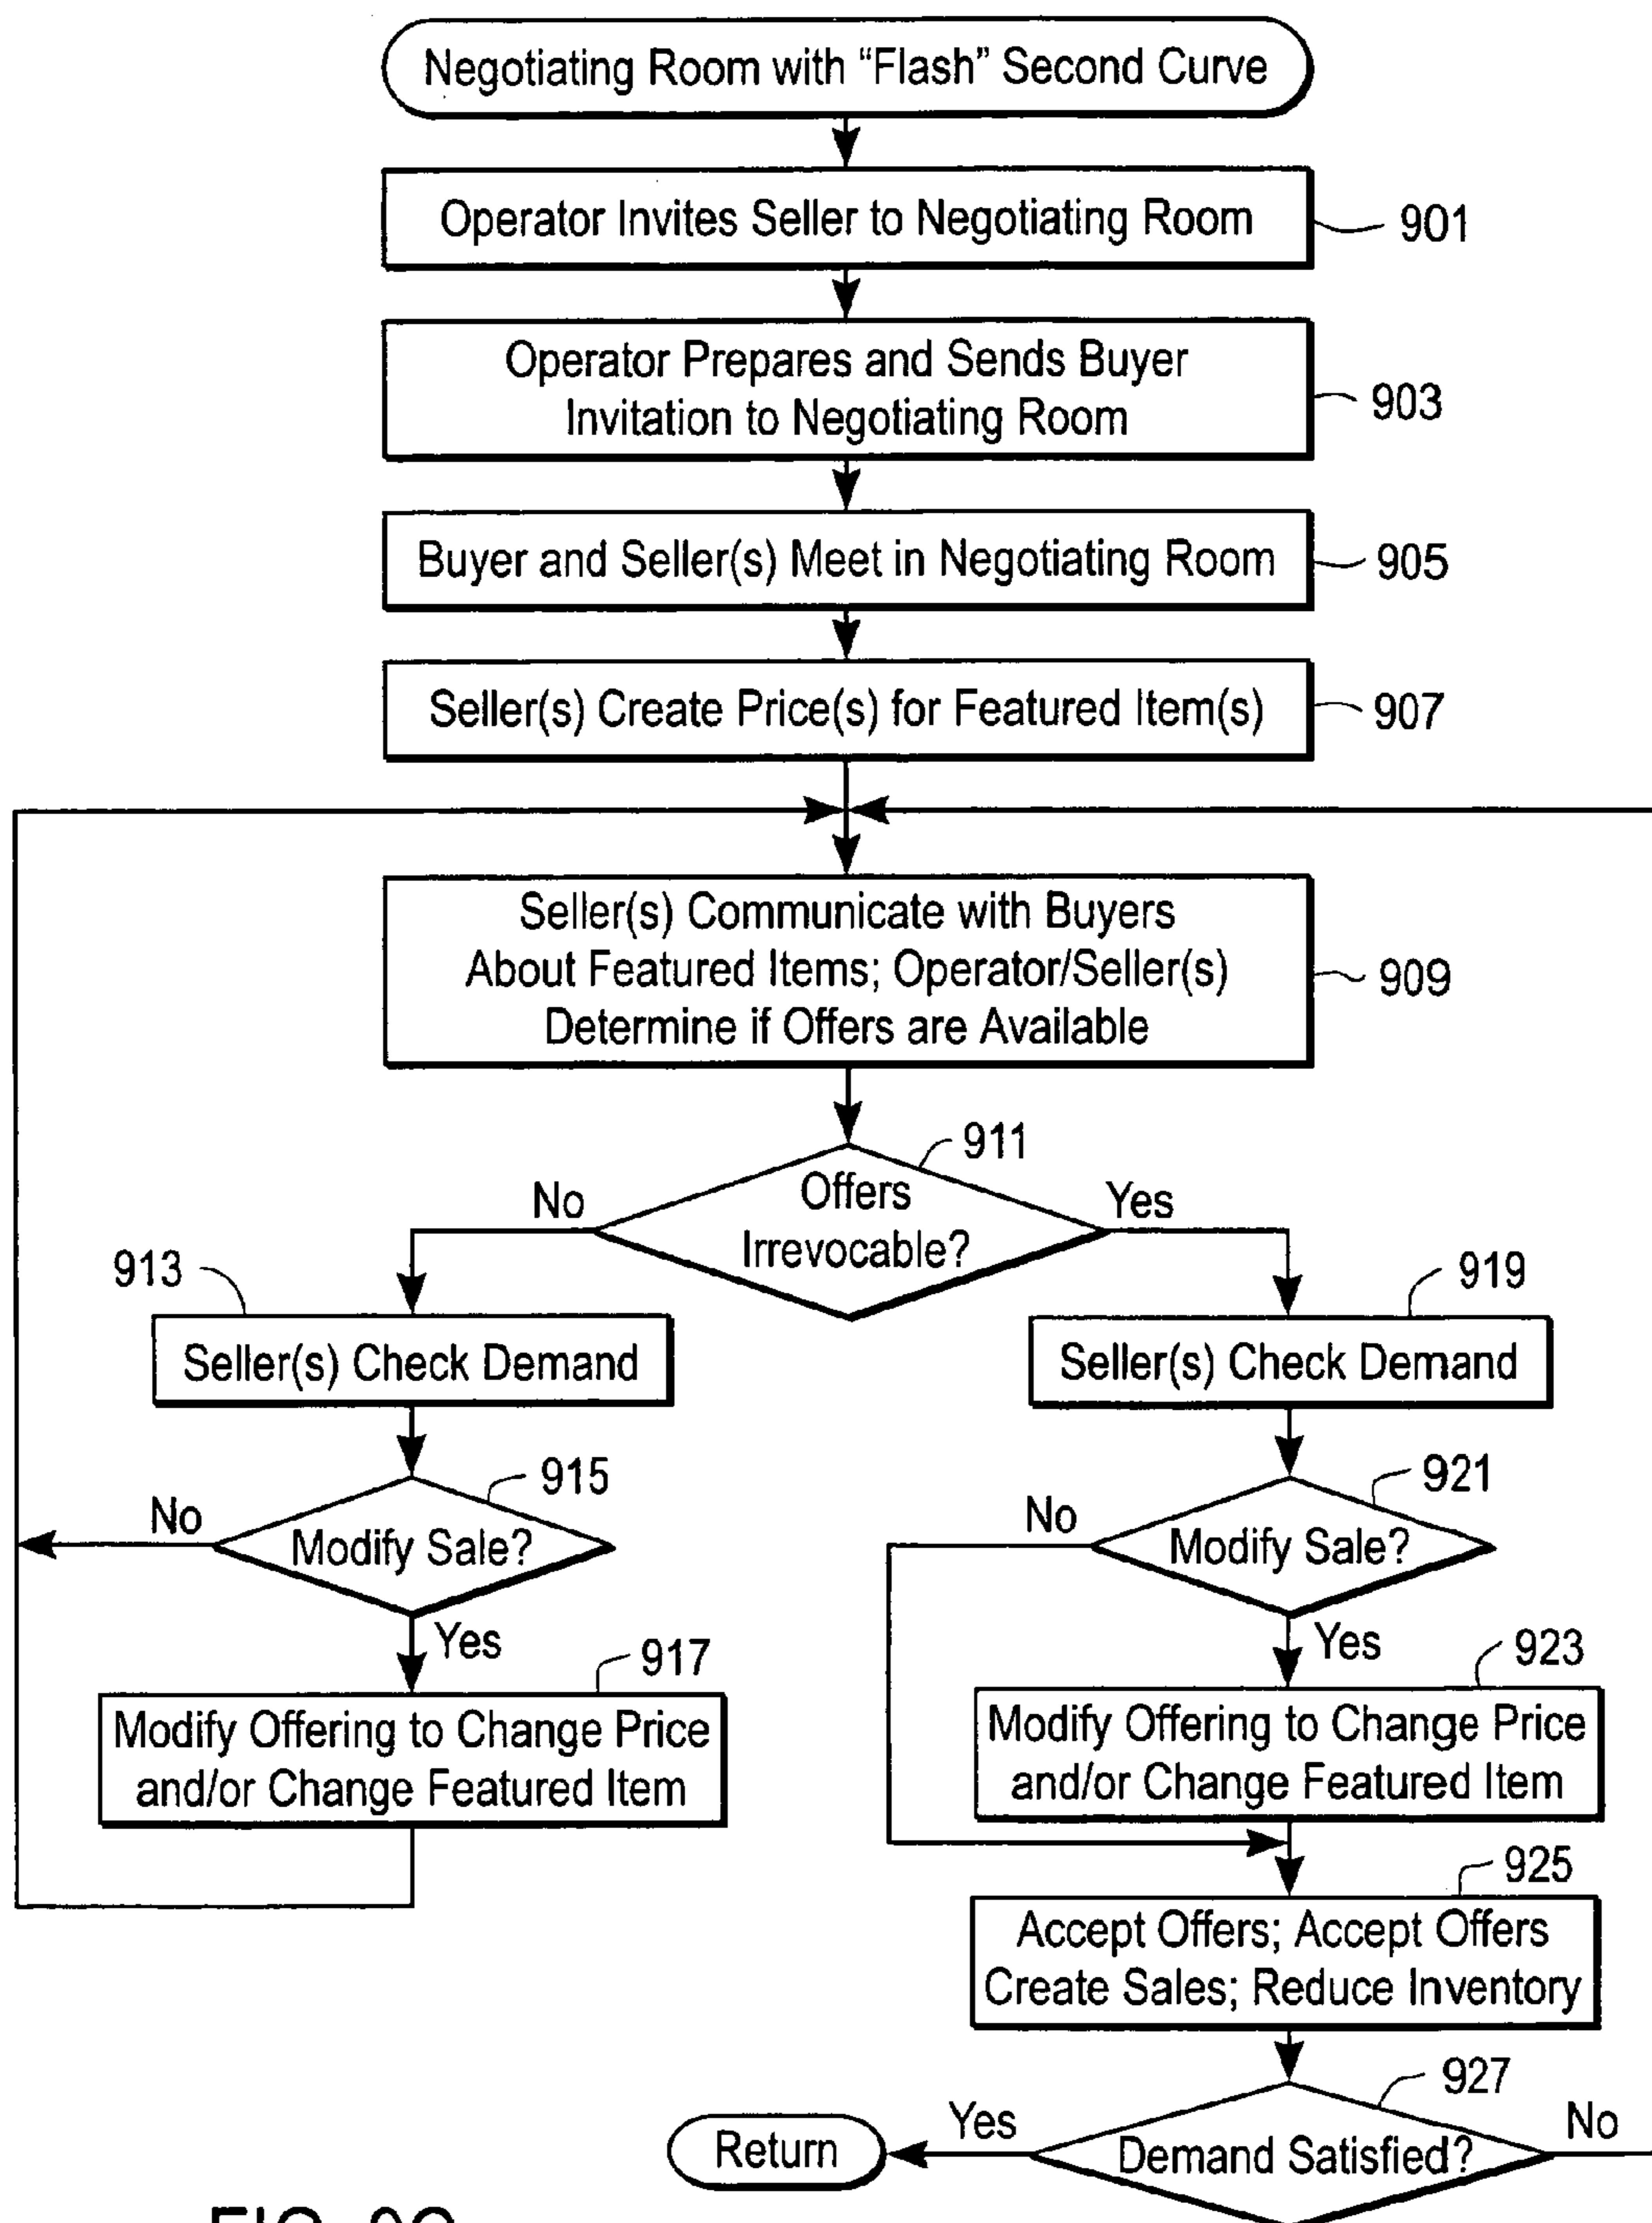 Negotiating Room with “Flash” Second Curve
Operator Invites Seller to Negotiating Room
901
Operator Prepares and Sends Buyer
Invitation to Negotiating Room
903
Buyer and Seller(s) Meet in Negotiating Room
905
Seller(s) Create Price(s) for Featured Item(s)
907
Seller(s) Communicate with Buyers
About Featured Items; Operator/Seller(s)
Determine if Offers are Available
909
911
Offers
Irrevocable?
No
Yes
913
Seller(s) Check Demand
919
Seller(s) Check Demand
915
Modify Sale?
No
Yes
921
Modify Sale?
No
Yes
917
Modify Offering to Change Price
and/or Change Featured Item
923
Modify Offering to Change Price
and/or Change Featured Item
925
Accept Offers; Accept Offers
Create Sales; Reduce Inventory
927
Demand Satisfied?
Yes
No
Return